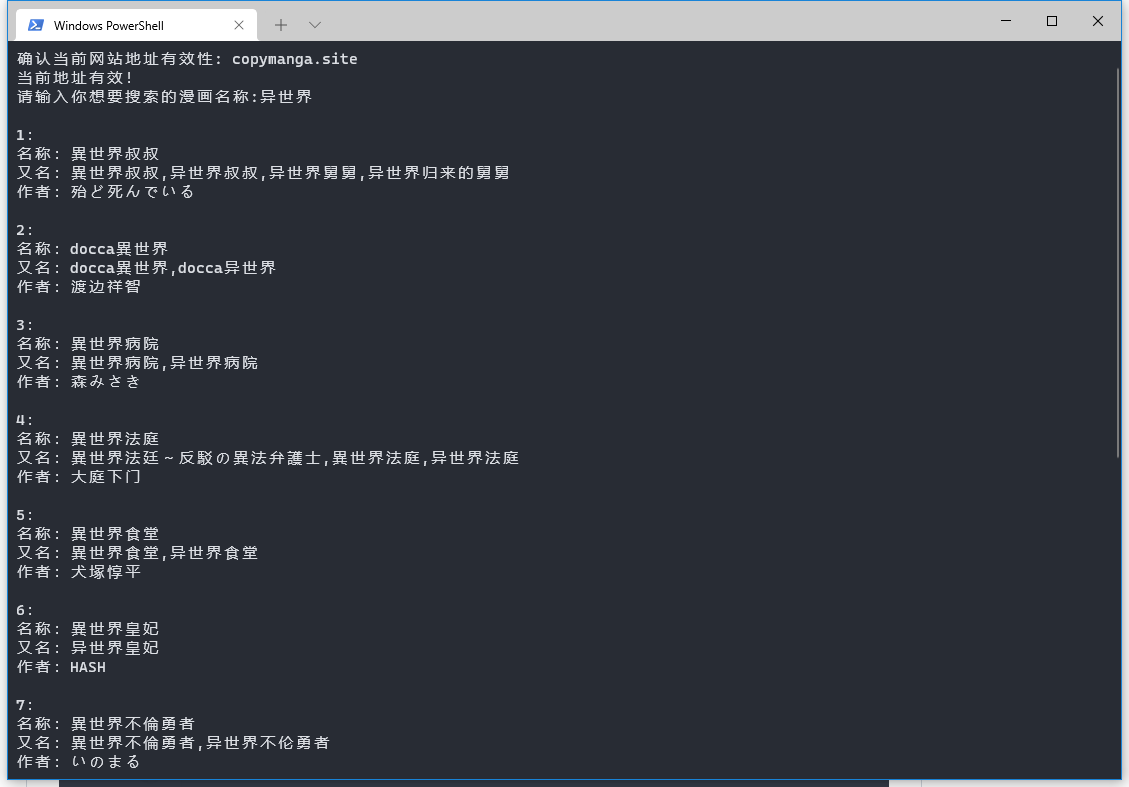 Windows PowerShell
确认当前网站地址有效性: copymanga.site
当前地址有效!
请输入你想要搜索的漫画名称:异世界
1:
名称: 異世界叔叔
又名: 異世界叔叔,异世界叔叔,异世界舅舅,异世界归来的舅舅
作者: 殆ど死んでいる
2:
名称: docca異世界
又名: docca異世界,docca异世界
作者: 渡边祥智
3:
名称: 異世界病院
又名: 異世界病院,异世界病院
作者: 森みさき
4:
名称: 異世界法庭
又名: 異世界法廷～反駁の異法弁護士,異世界法庭,异世界法庭
作者: 大庭下门
5:
名称: 異世界食堂
又名: 異世界食堂,异世界食堂
作者: 犬塚惇平
6:
名称: 異世界皇妃
又名: 异世界皇妃
作者: HASH
7:
名称: 異世界不倫勇者
又名: 異世界不倫勇者,异世界不伦勇者
作者: いのまる